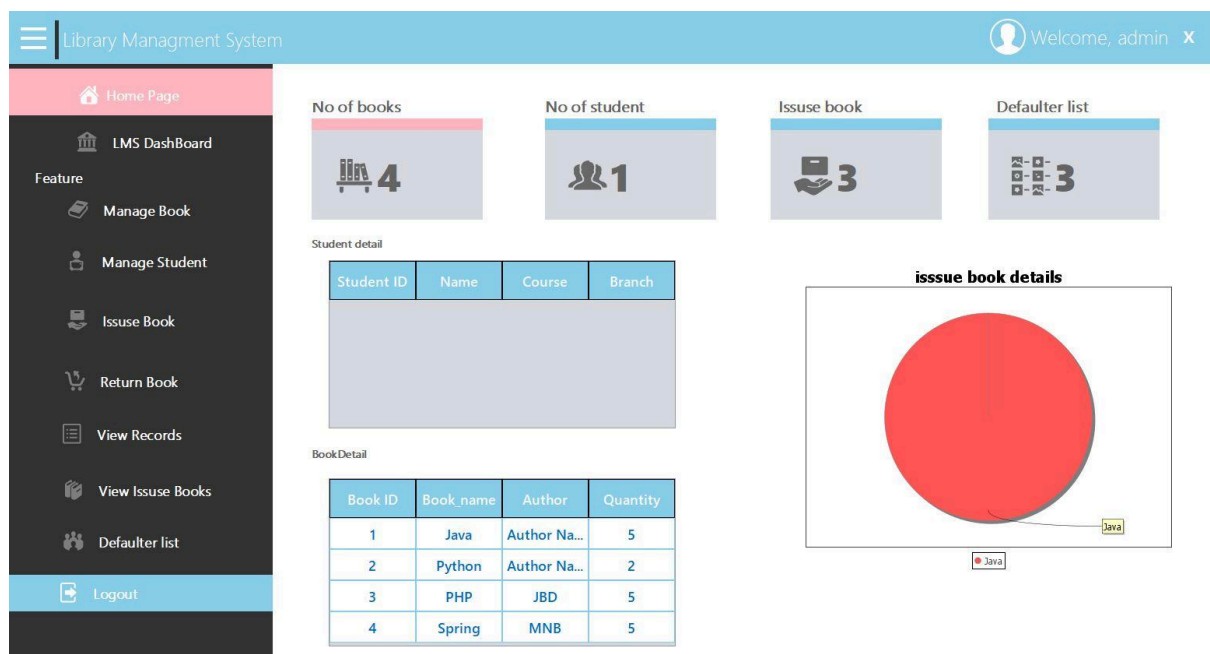 Library Managment System
Welcome, admin X
Home Page
LMS DashBoard
Feature
Manage Book
Manage Student
Issuse Book
Return Book
View Records
View Issuse Books
Defaulter list
Logout
No of books
4
No of student
1
Issuse book
3
Defaulter list
3
Student detail
Student ID Name Course Branch
BookDetail
Book ID Book_name Author Quantity
1 Java Author Na... 5
2 Python Author Na... 2
3 PHP JBD 5
4 Spring MNB 5
isssue book details
Java
Java